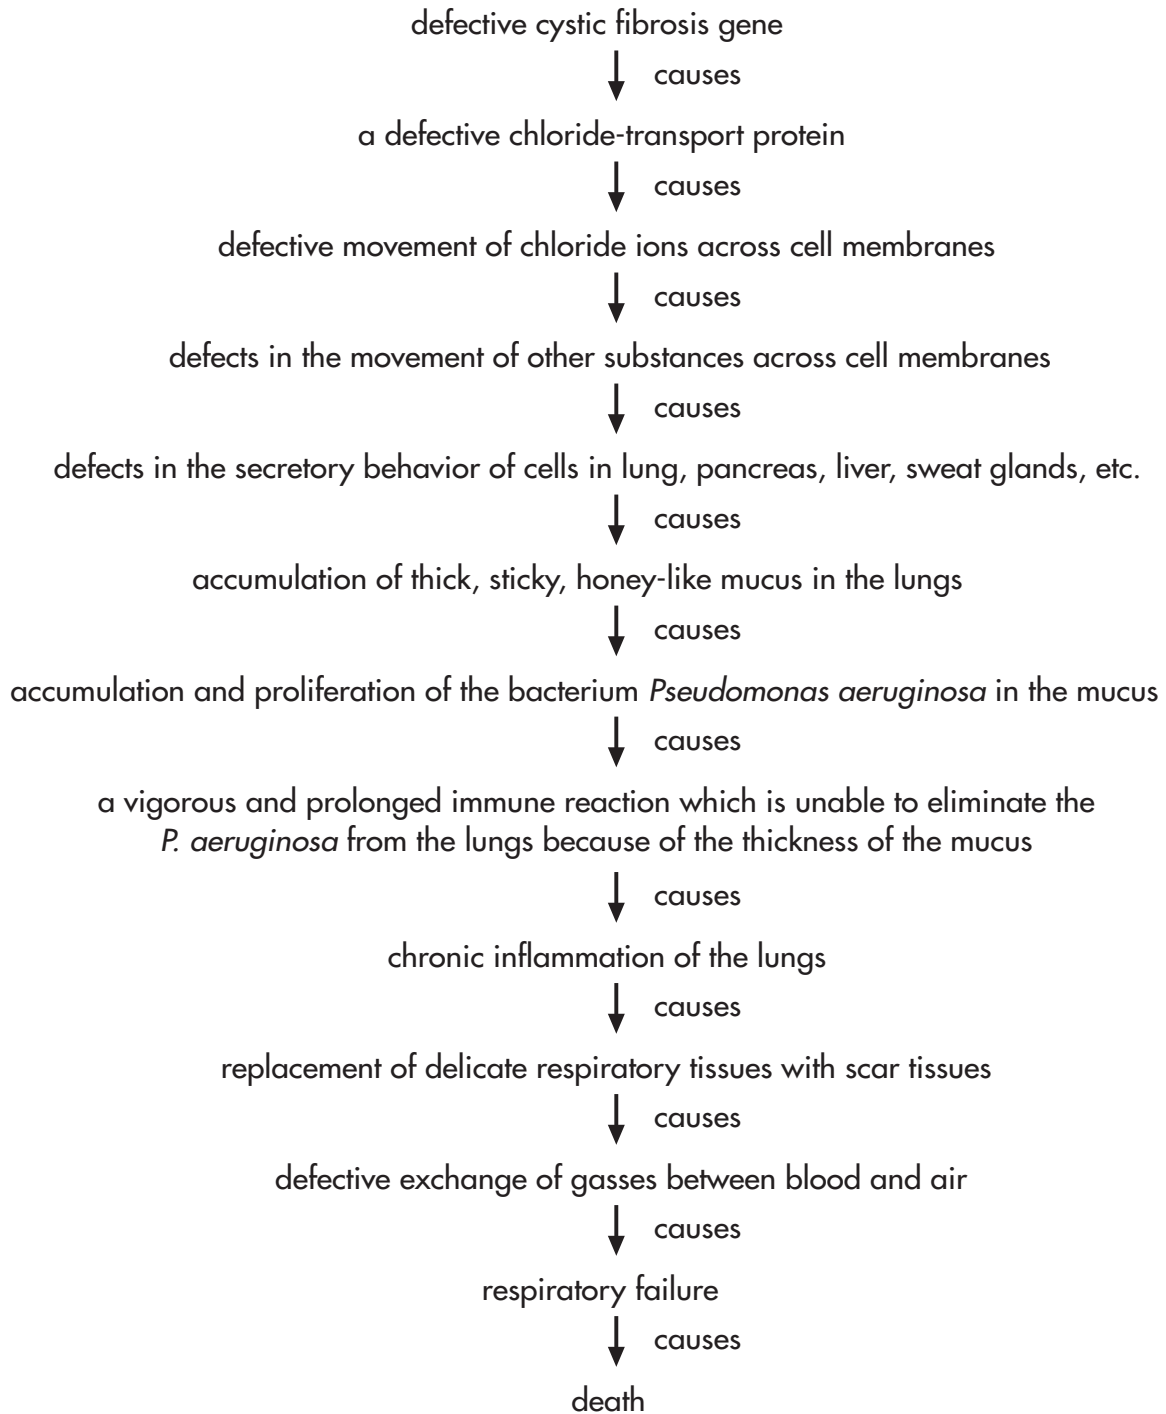 defective cystic fibrosis gene
causes
a defective chloride-transport protein
causes
defective movement of chloride ions across cell membranes
causes
defects in the movement of other substances across cell membranes
causes
defects in the secretory behavior of cells in lung, pancreas, liver, sweat glands, etc.
causes
accumulation of thick, sticky, honey-like mucus in the lungs
causes
accumulation and proliferation of the bacterium Pseudomonas aeruginosa in the mucus
causes
a vigorous and prolonged immune reaction which is unable to eliminate the
P. aeruginosa from the lungs because of the thickness of the mucus
causes
chronic inflammation of the lungs
causes
replacement of delicate respiratory tissues with scar tissues
causes
defective exchange of gasses between blood and air
causes
respiratory failure
causes
death